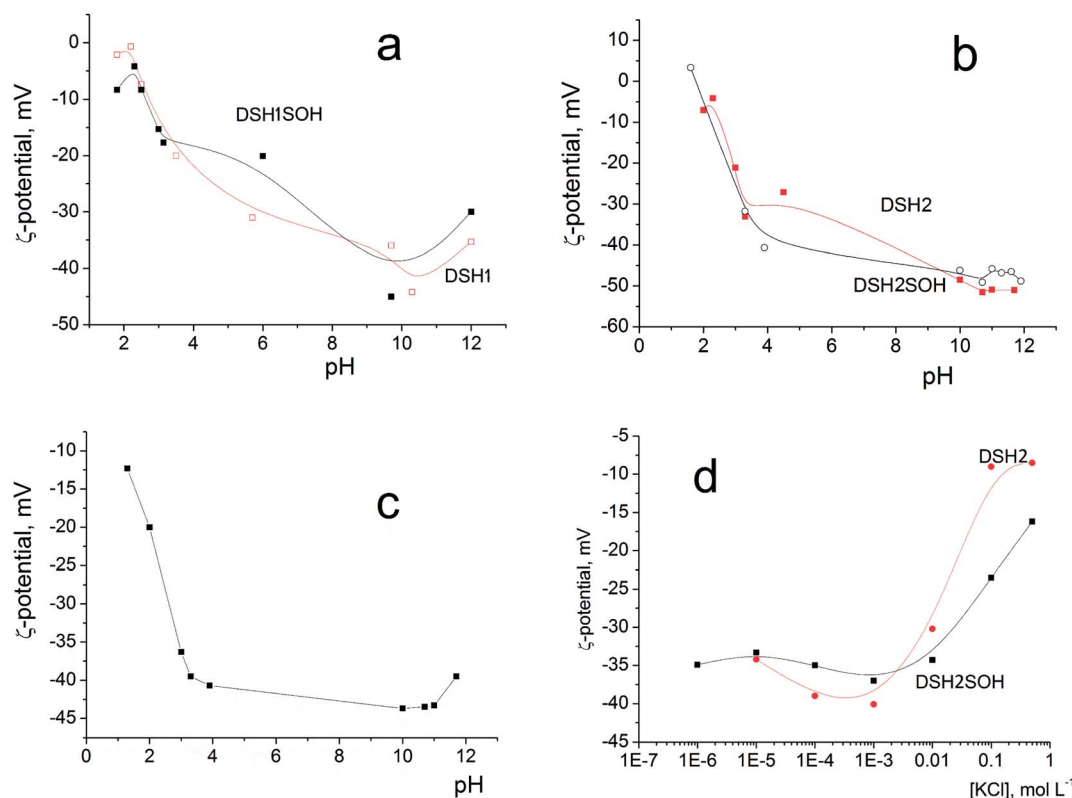 a
DSH1SOH
DSH1
0
-10
-20
-30
-40
-50
2 4 6 8 10 12
ζ-potential, mV
pH
b
DSH2
DSH2SOH
10
0
-10
-20
-30
-40
-50
-60
0 2 4 6 8 10 12
ζ-potential, mV
pH
c
-10
-15
-20
-25
-30
-35
-40
-45
0 2 4 6 8 10 12
ζ-potential, mV
pH
d
DSH2
DSH2SOH
-5
-10
-15
-20
-25
-30
-35
-40
-45
1E-7 1E-6 1E-5 1E-4 1E-3 0.01 0.1 1
ζ-potential, mV
[KCl], mol L⁻¹